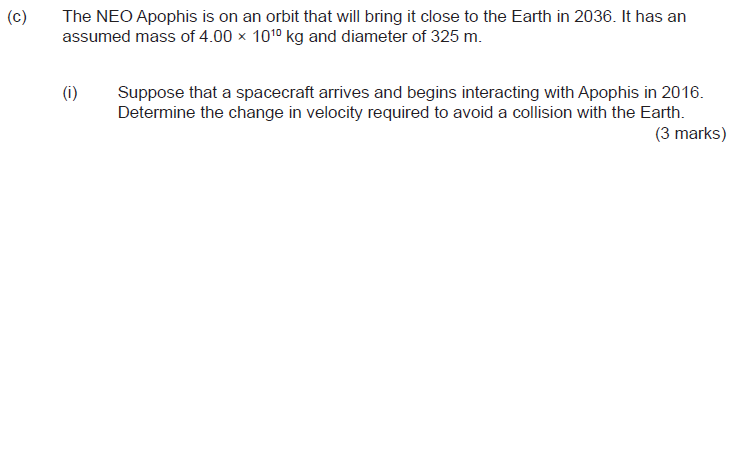 (c) The NEO Apophis is on an orbit that will bring it close to the Earth in 2036. It has an
assumed mass of 4.00 × 10¹⁰ kg and diameter of 325 m.
(i) Suppose that a spacecraft arrives and begins interacting with Apophis in 2016.
Determine the change in velocity required to avoid a collision with the Earth.
(3 marks)